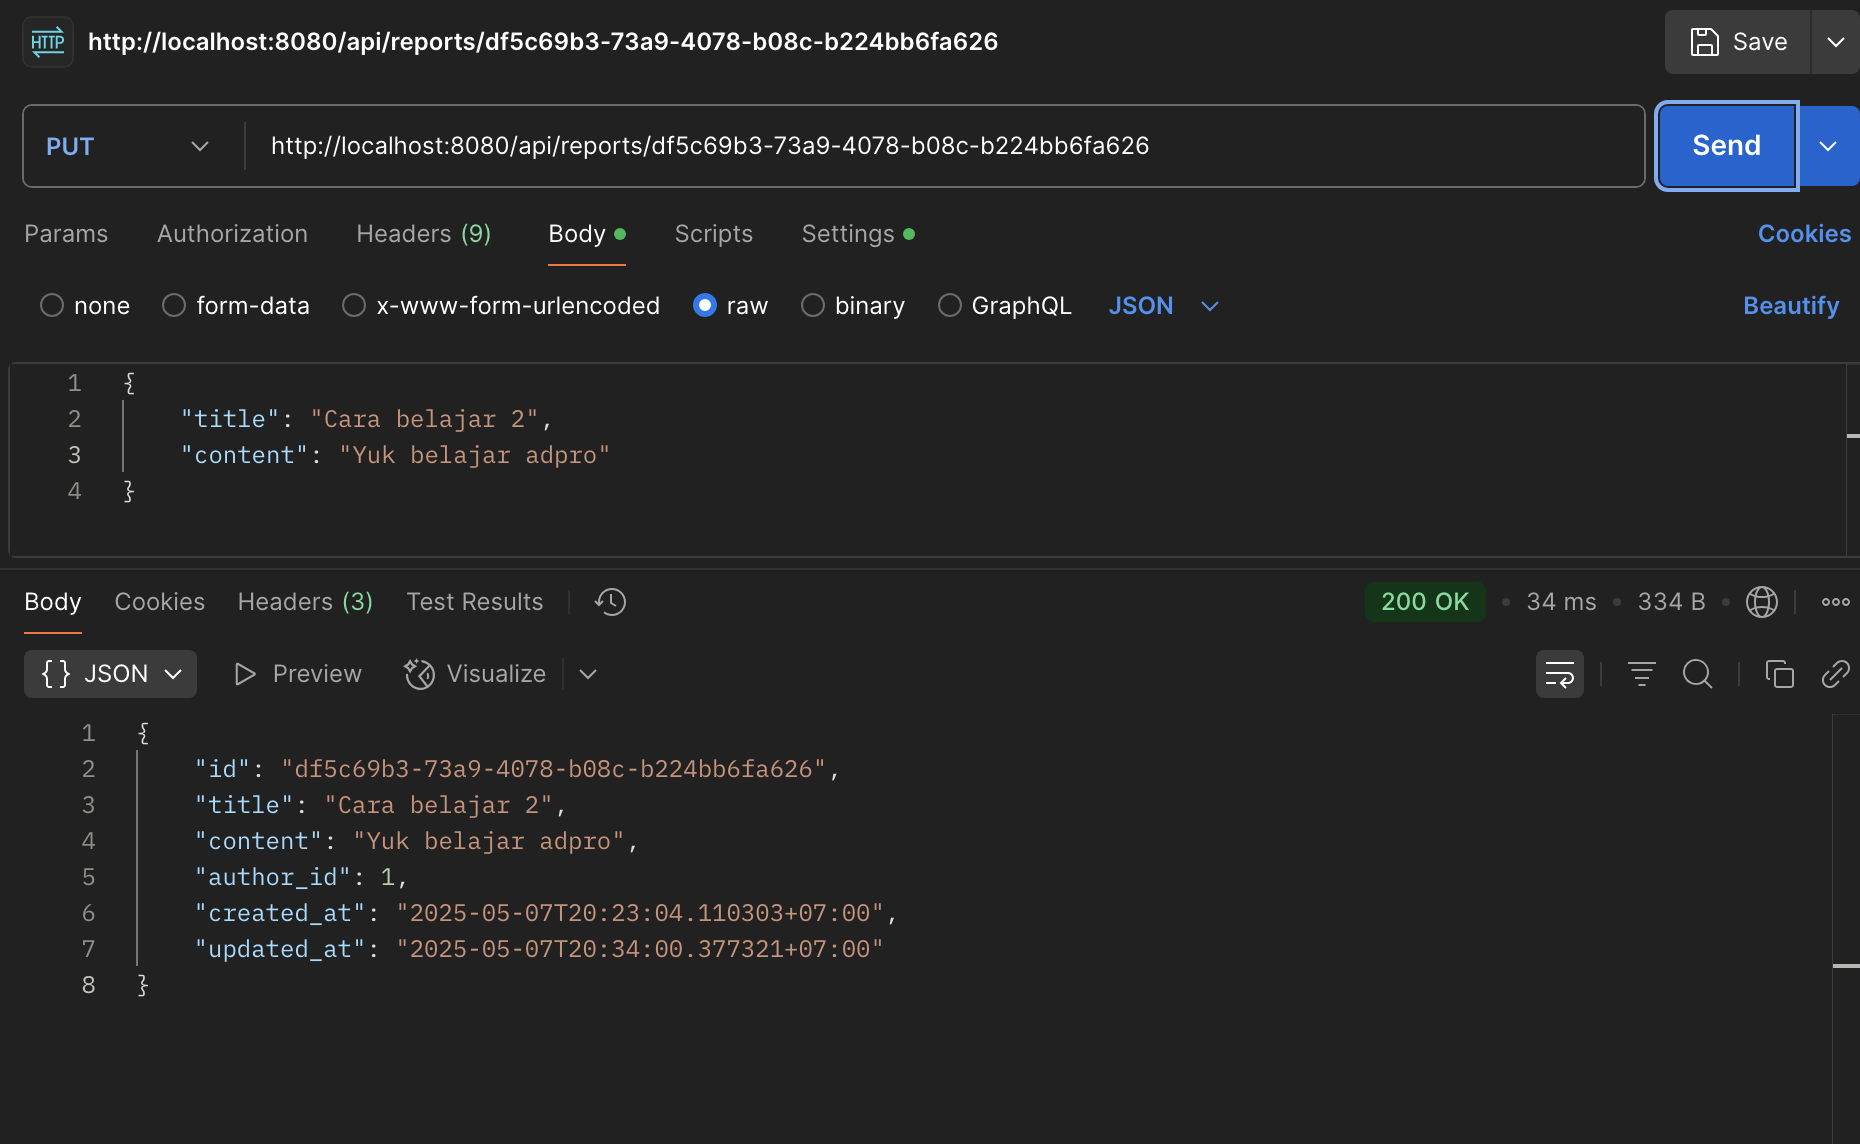 HTTP http://localhost:8080/api/reports/df5c69b3-73a9-4078-b08c-b224bb6fa626 Save
PUT http://localhost:8080/api/reports/df5c69b3-73a9-4078-b08c-b224bb6fa626 Send
Params Authorization Headers (9) Body Scripts Settings Cookies
none form-data x-www-form-urlencoded raw binary GraphQL JSON Beautify
1 {
2 "title": "Cara belajar 2",
3 "content": "Yuk belajar adpro"
4 }
Body Cookies Headers (3) Test Results 200 OK 34 ms 334 B
{} JSON Preview Visualize
1 {
2 "id": "df5c69b3-73a9-4078-b08c-b224bb6fa626",
3 "title": "Cara belajar 2",
4 "content": "Yuk belajar adpro",
5 "author_id": 1,
6 "created_at": "2025-05-07T20:23:04.110303+07:00",
7 "updated_at": "2025-05-07T20:34:00.377321+07:00"
8 }